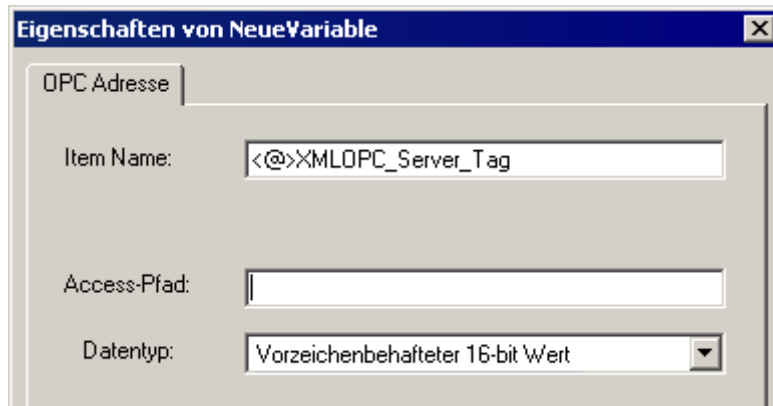 Eigenschaften von NeueVariable
OPC Adresse
Item Name: <@>XMLOPC_Server_Tag
Access-Pfad:
Datentyp: Vorzeichenbehafteter 16-bit Wert